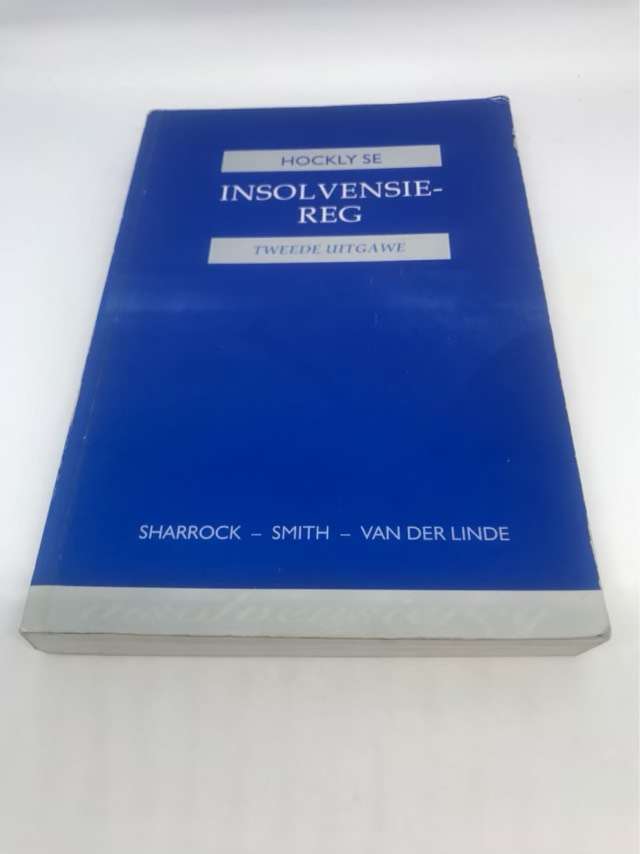 HOCKLY SE
INSOLVENSIE-
REG
TWEEDE UITGAWE
SHARROCK – SMITH – VAN DER LINDE